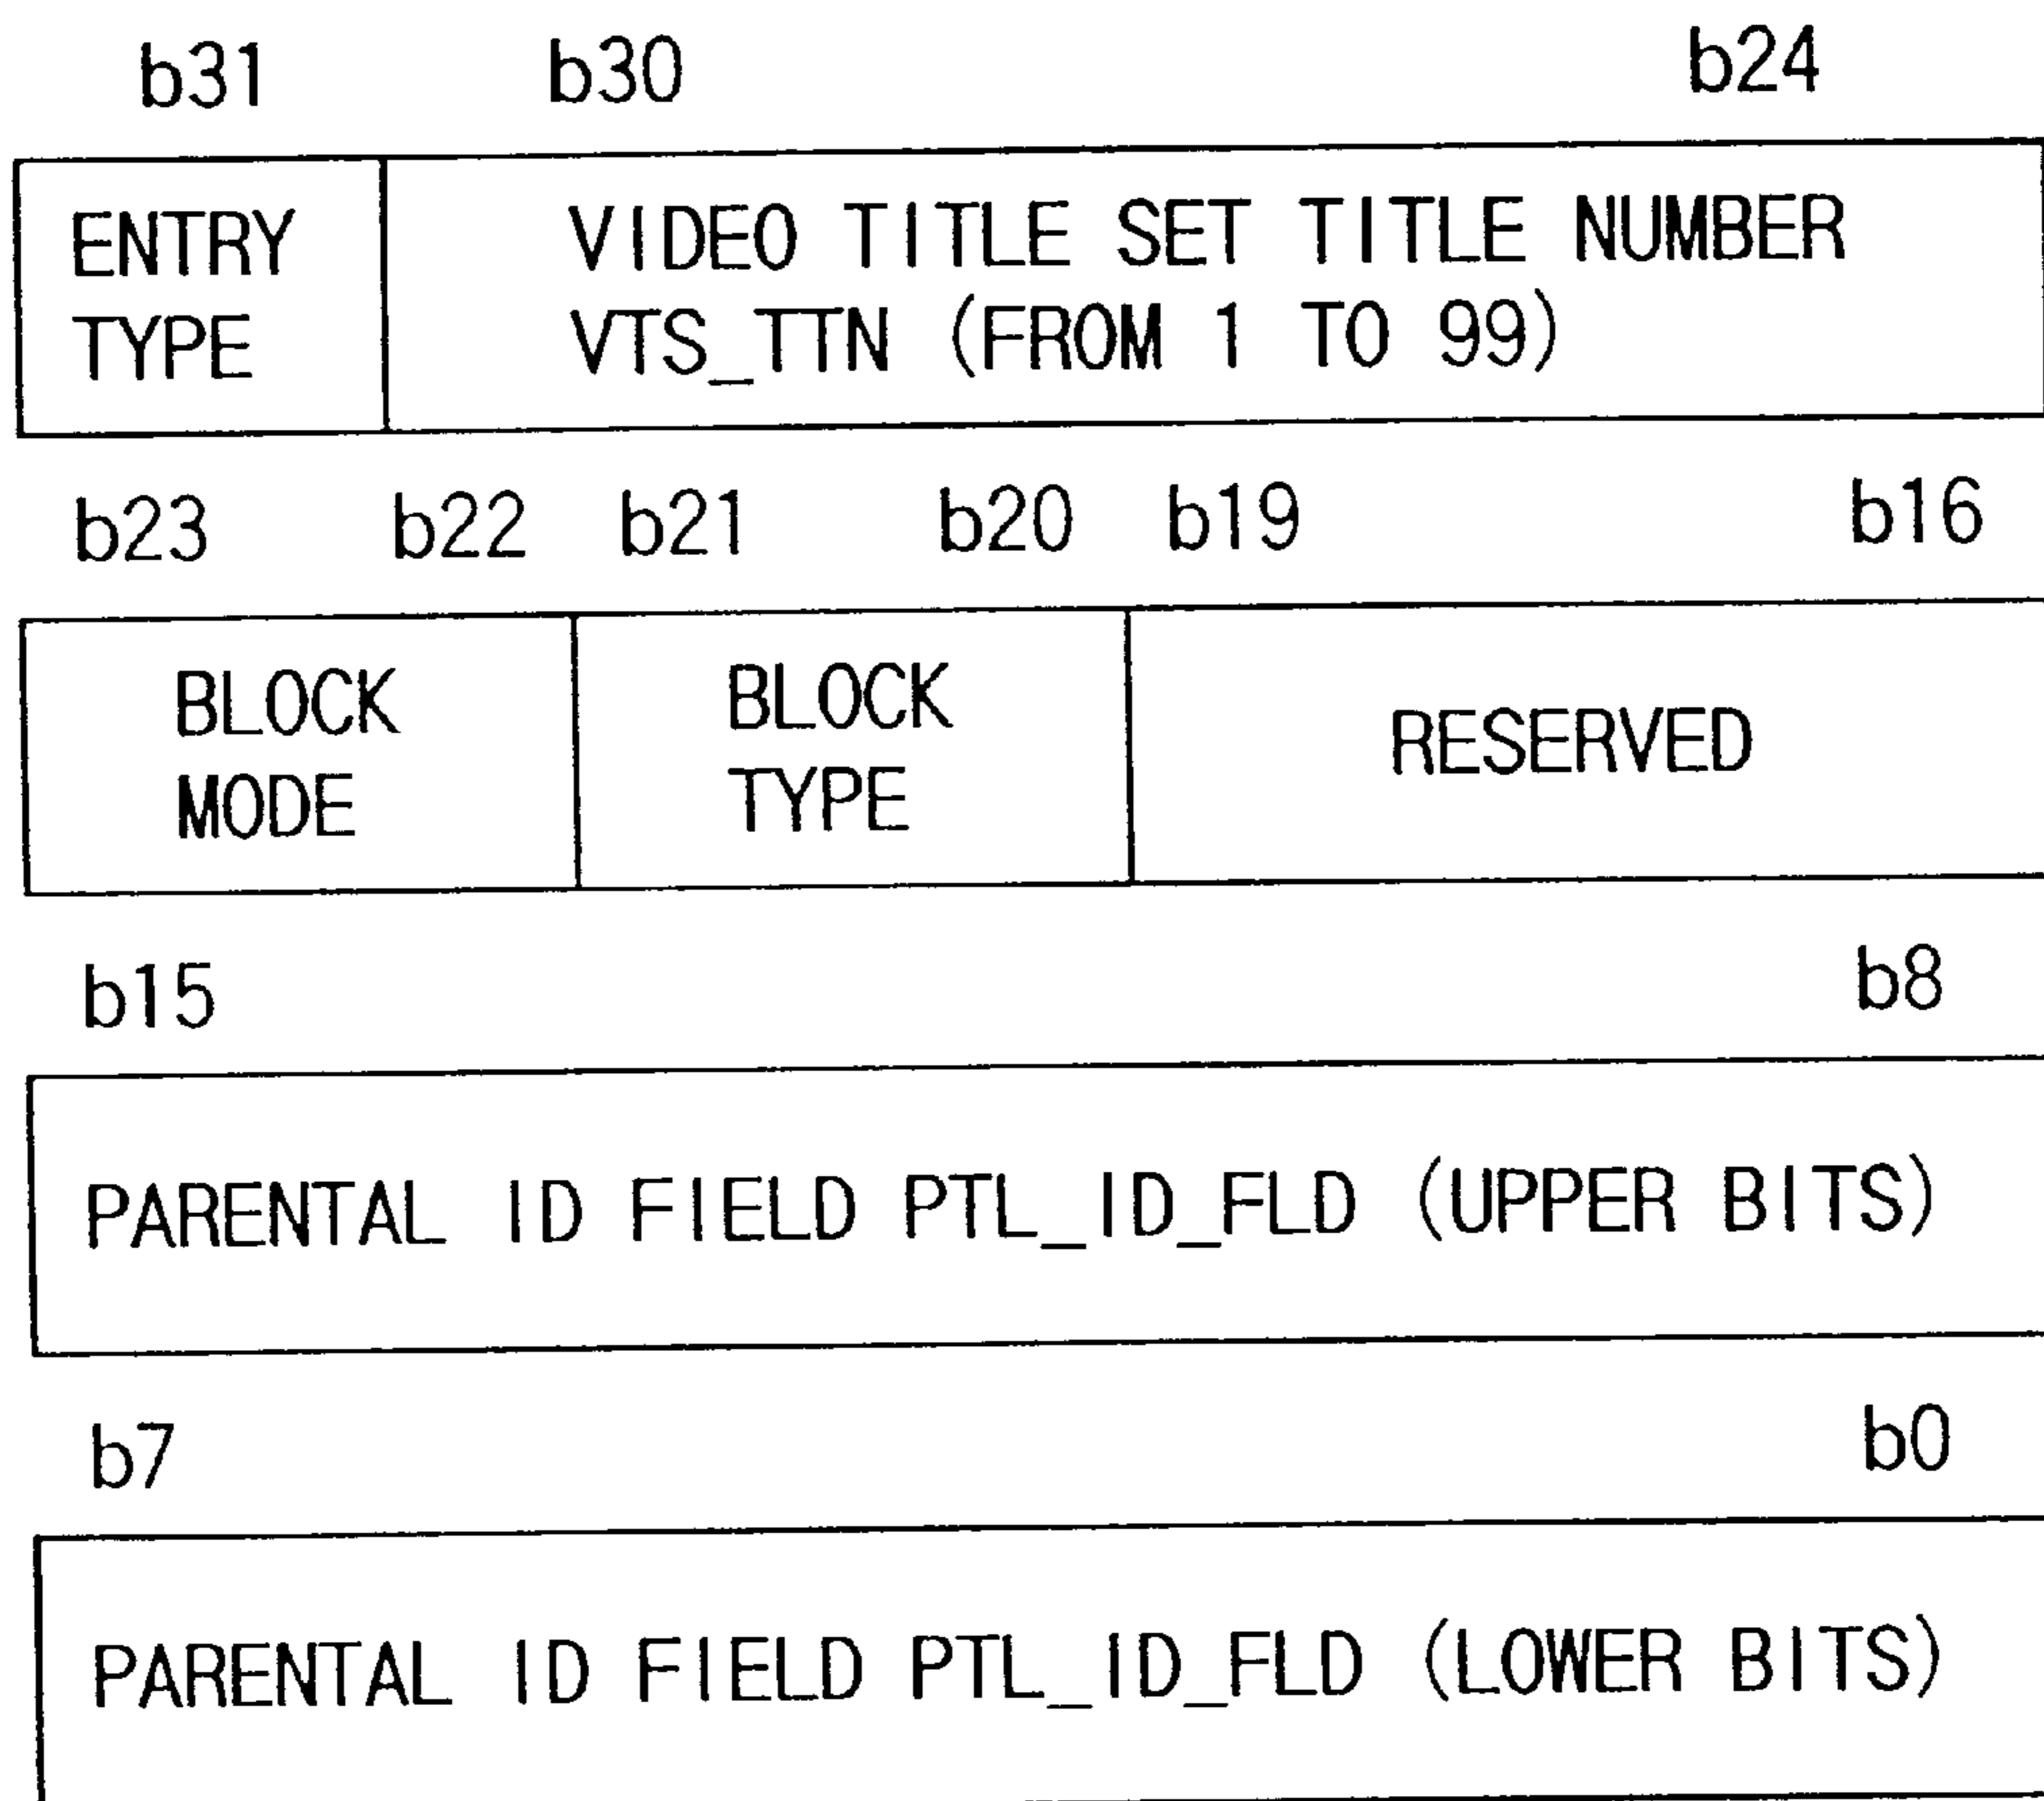 b31 b30 b24
ENTRY TYPE
VIDEO TITLE SET TITLE NUMBER
VTS_TTN (FROM 1 TO 99)
b23 b22 b21 b20 b19 b16
BLOCK MODE
BLOCK TYPE
RESERVED
b15 b8
PARENTAL ID FIELD PTL_ID_FLD (UPPER BITS)
b7 b0
PARENTAL ID FIELD PTL_ID_FLD (LOWER BITS)